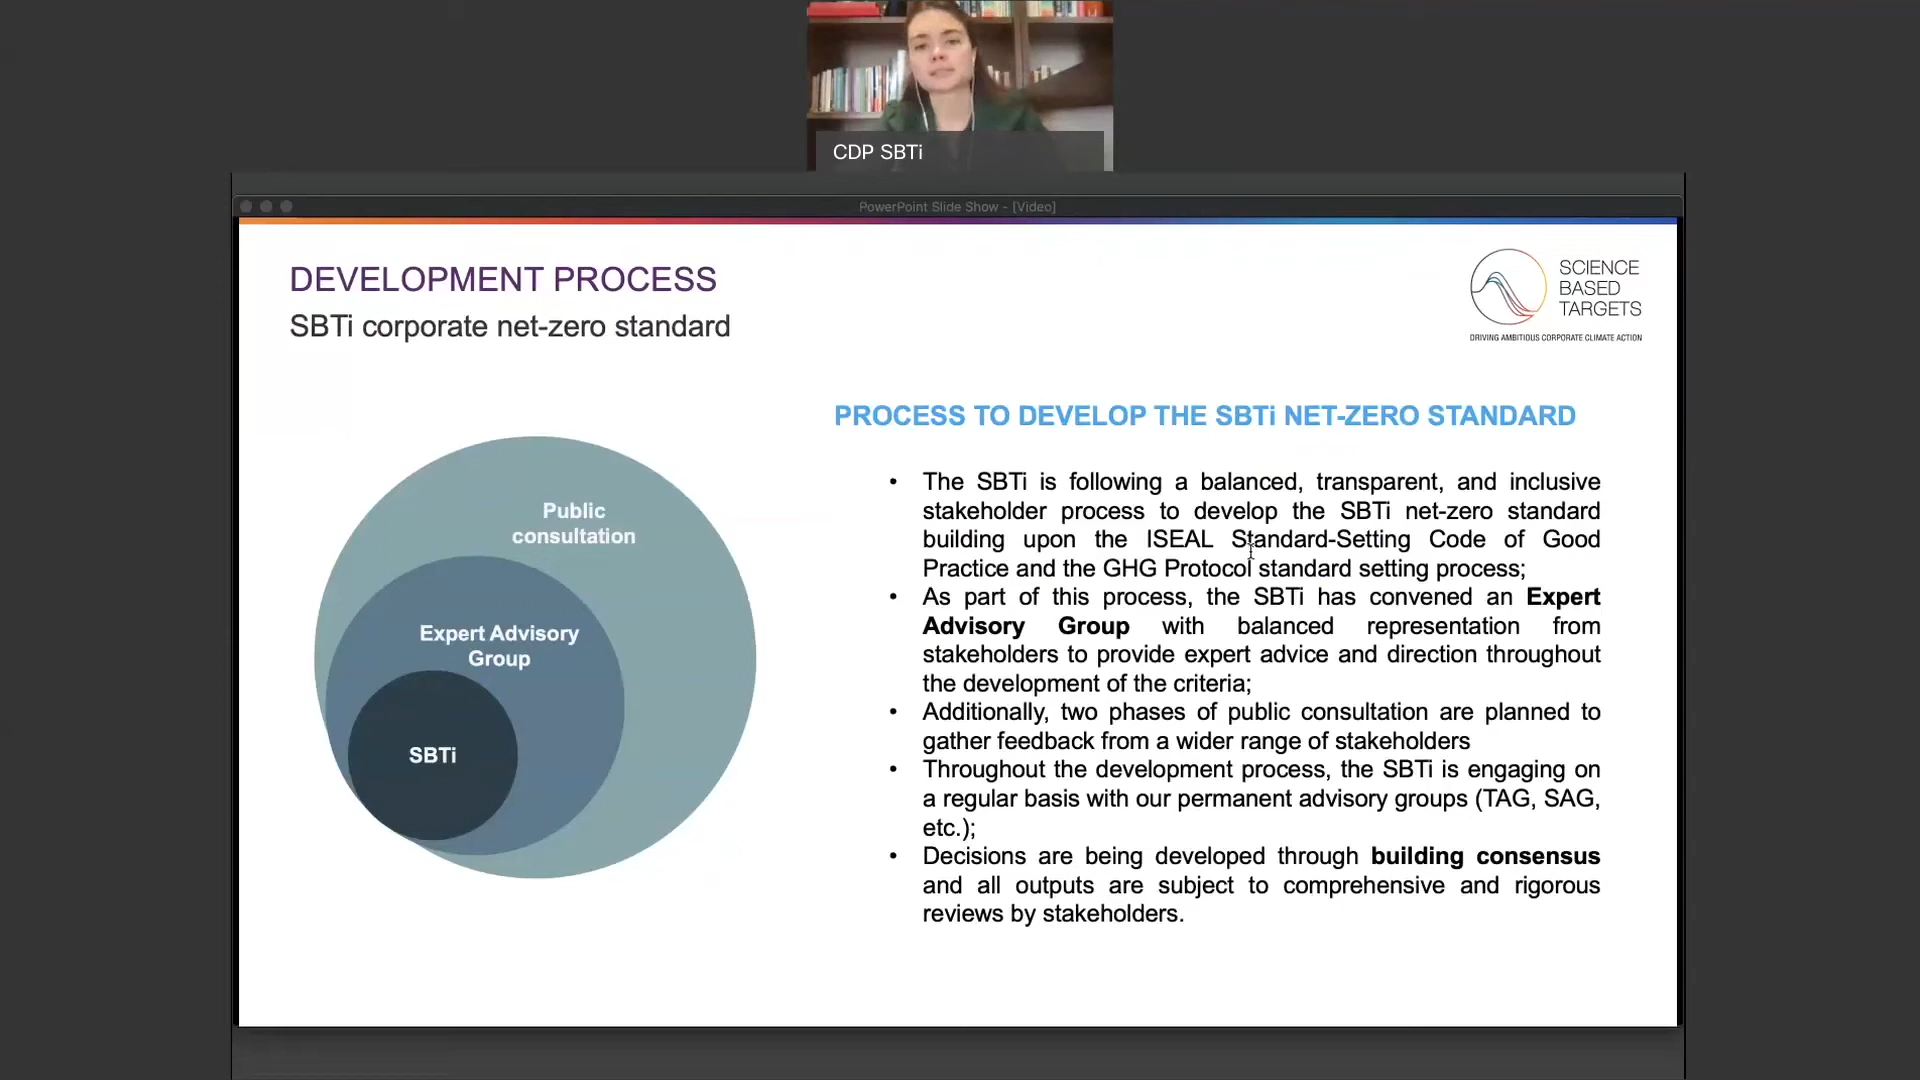 CDP SBTi
PowerPoint Slide Show - [Video]
DEVELOPMENT PROCESS
SBTi corporate net-zero standard
SCIENCE
BASED
TARGETS
DRIVING AMBITIOUS CORPORATE CLIMATE ACTION
Public
consultation
Expert Advisory
Group
SBTi
PROCESS TO DEVELOP THE SBTi NET-ZERO STANDARD
• The SBTi is following a balanced, transparent, and inclusive
stakeholder process to develop the SBTi net-zero standard
building upon the ISEAL Standard-Setting Code of Good
Practice and the GHG Protocol standard setting process;
• As part of this process, the SBTi has convened an Expert
Advisory Group with balanced representation from
stakeholders to provide expert advice and direction throughout
the development of the criteria;
• Additionally, two phases of public consultation are planned to
gather feedback from a wider range of stakeholders
• Throughout the development process, the SBTi is engaging on
a regular basis with our permanent advisory groups (TAG, SAG,
etc.);
• Decisions are being developed through building consensus
and all outputs are subject to comprehensive and rigorous
reviews by stakeholders.